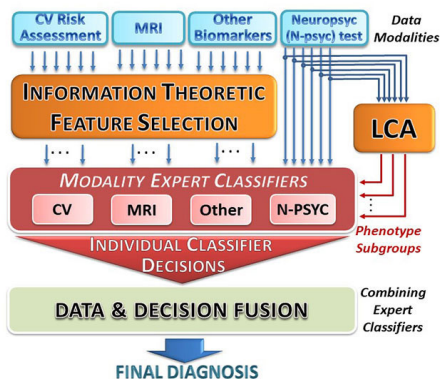 CV Risk
Assessment
MRI
Other
Biomarkers
Neuropsyc
(N-psyc) test
Data
Modalities
INFORMATION THEORETIC
FEATURE SELECTION
LCA
...
...
...
MODALITY EXPERT CLASSIFIERS
CV
MRI
Other
N-PSYC
Phenotype
Subgroups
INDIVIDUAL CLASSIFIER
DECISIONS
DATA & DECISION FUSION
Combining
Expert
Classifiers
FINAL DIAGNOSIS